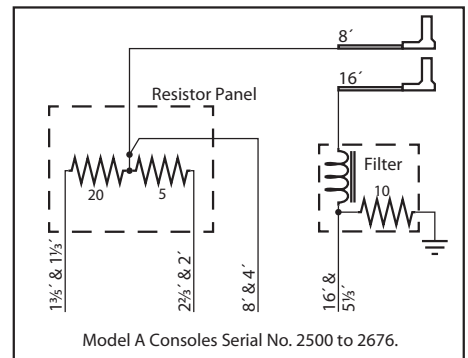 8´
16´
Resistor Panel
Filter
20
5
10
1⅗´ & 1⅓´
2⅔´ & 2´
8´ & 4´
16´ &
5⅓´
Model A Consoles Serial No. 2500 to 2676.